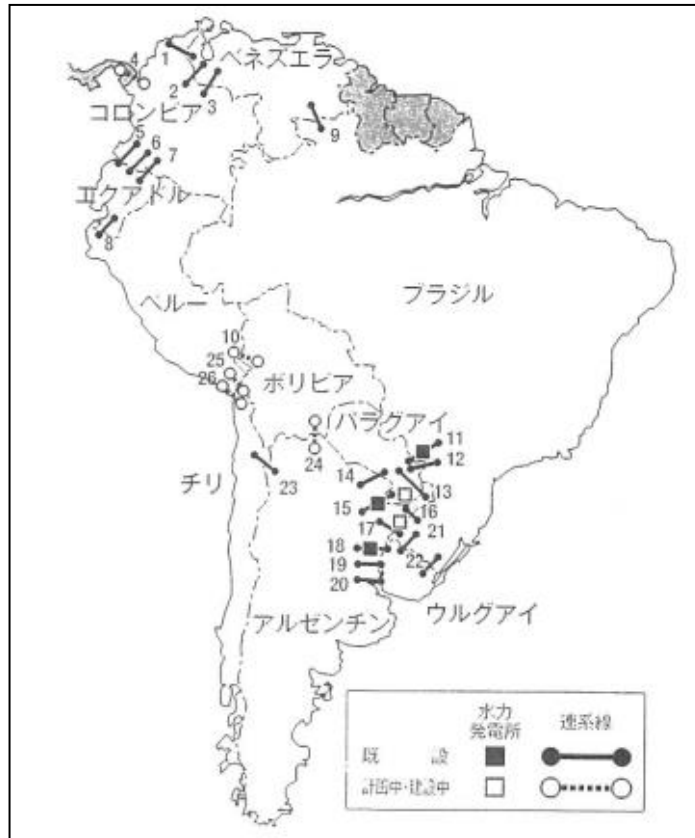 1
ベネズエラ
4
2
3
コロンビア
9
5
6
7
エクアドル
8
ペルー
ブラジル
10
25
26
ボリビア
パラグアイ
11
12
24
14
23
チリ
13
15
16
17
21
18
22
19
20
ウルグアイ
アルゼンチン
水力
発電所
連系線
既 設
計画中・建設中